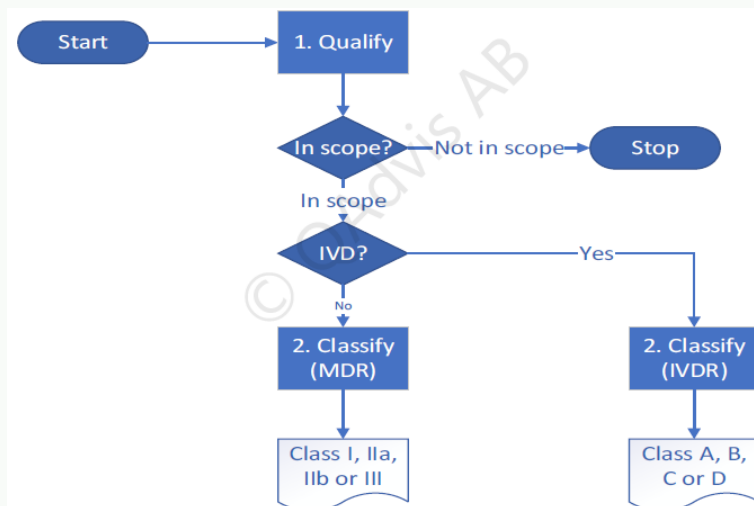 Start
1. Qualify
In scope?
Not in scope
Stop
In scope
IVD?
Yes
No
2. Classify
(MDR)
2. Classify
(IVDR)
Class I, IIa,
IIb or III
Class A, B,
C or D
© QAdvis AB